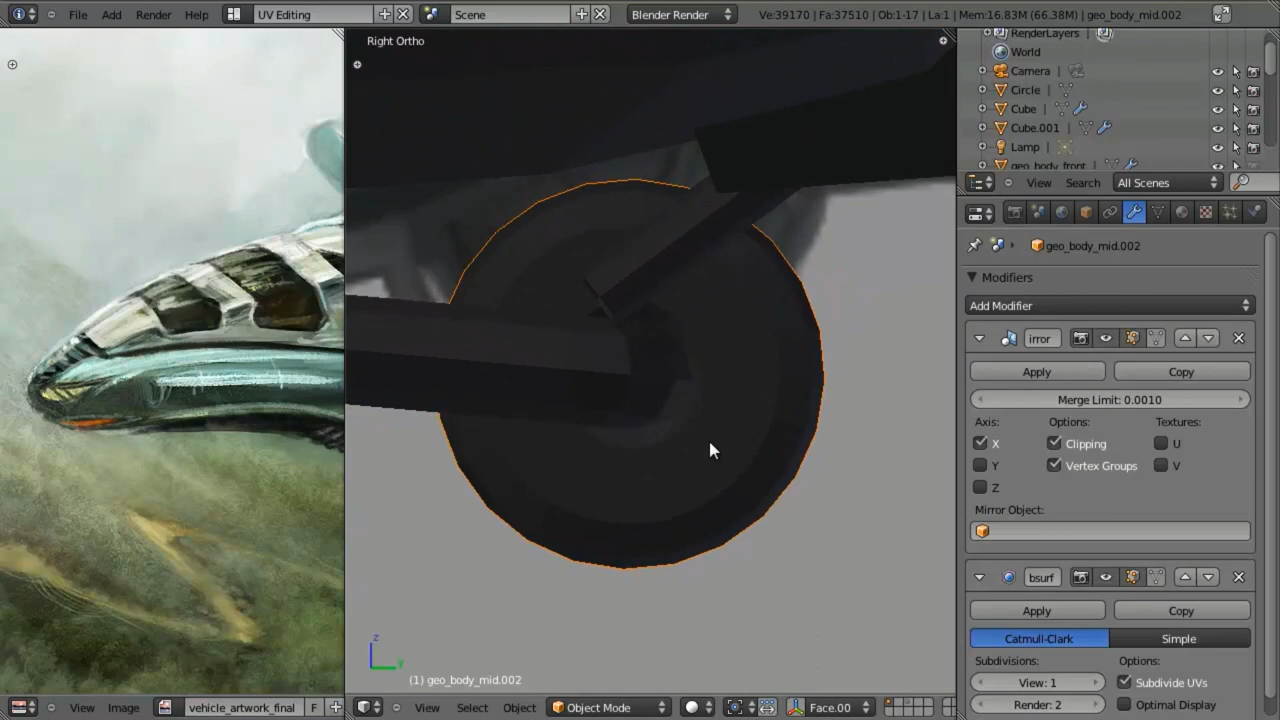 File Add Render Help UV Editing Scene Blender Render Ve:39170 | Fa:37510 | Ob:1-17 | La:1 | Mem:16.83M (66.38M) | geo_body_mid.002
Right Ortho
RenderLayers
World
Camera
Circle
Cube
Cube.001
Lamp
geo_body_front
View Search All Scenes
geo_body_mid.002
Modifiers
Add Modifier
irror
Apply Copy
Merge Limit: 0.0010
Axis: Options: Textures:
X Clipping U
Y Vertex Groups V
Z
Mirror Object:
bsurf
Apply Copy
Catmull-Clark Simple
Subdivisions: Options:
View: 1 Subdivide UVs
Render: 2 Optimal Display
z
y
(1) geo_body_mid.002
View Image vehicle_artwork_final F View Select Object Object Mode Face.00